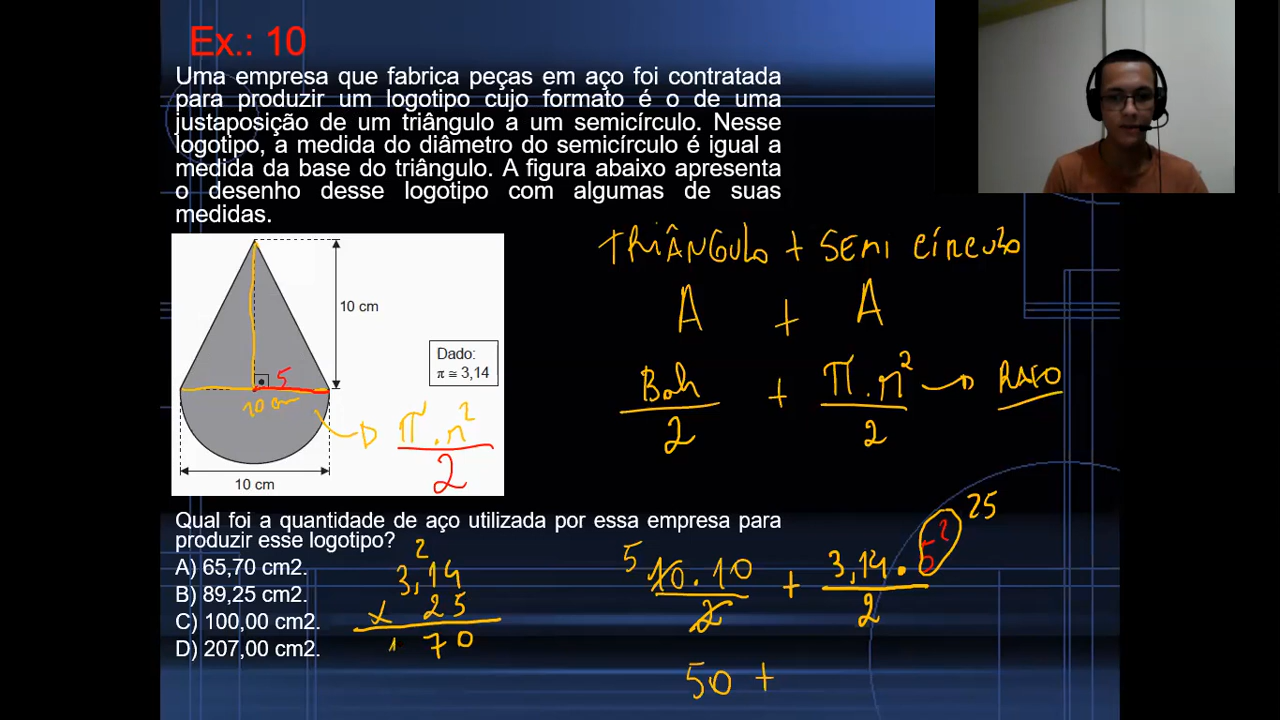 Ex.: 10
Uma empresa que fabrica peças em aço foi contratada
para produzir um logotipo cujo formato é o de uma
justaposição de um triângulo a um semicírculo. Nesse
logotipo, a medida do diâmetro do semicírculo é igual a
medida da base do triângulo. A figura abaixo apresenta
o desenho desse logotipo com algumas de suas
medidas.
10 cm
Dado:
π ≅ 3,14
5
10 cm
π . r²
2
10 cm
TRIÂNGULO + SEMI CÍRCULO
A + A
B.h + π . r² → RAIO
2 2
Qual foi a quantidade de aço utilizada por essa empresa para
produzir esse logotipo?
A) 65,70 cm2.
B) 89,25 cm2.
C) 100,00 cm2.
D) 207,00 cm2.
2
3,14
x 25
1 70
25
5 10 . 10 + 3,14 . 5²
2 2
50 +